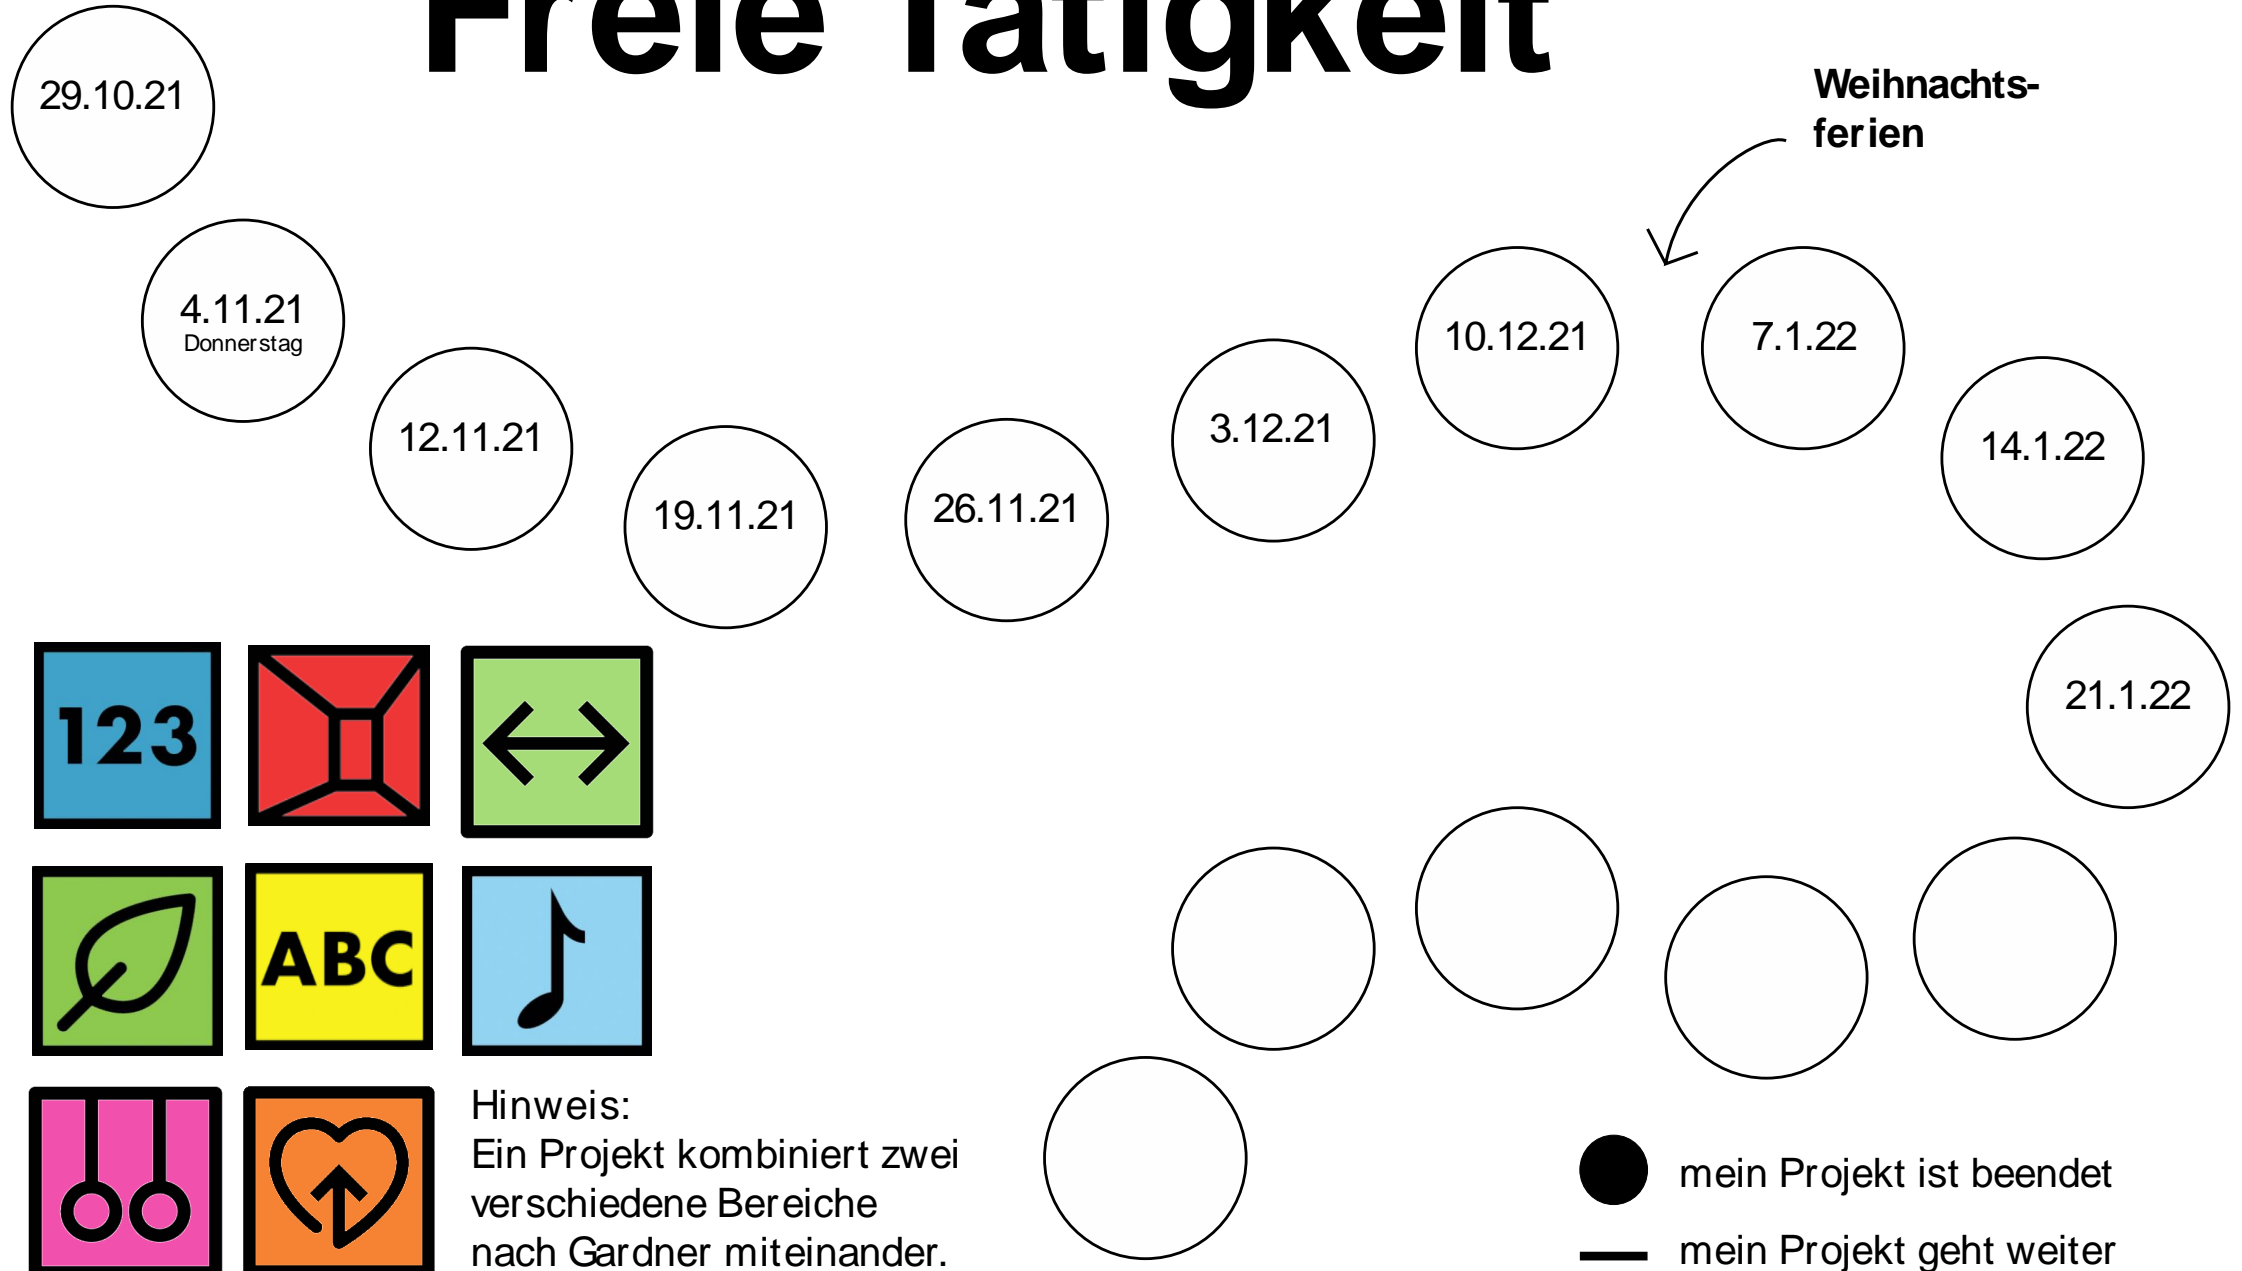 Freie Tätigkeit
29.10.21
Weihnachts-
ferien
4.11.21
Donnerstag
12.11.21
19.11.21
26.11.21
3.12.21
10.12.21
7.1.22
14.1.22
21.1.22
123
ABC
Hinweis:
Ein Projekt kombiniert zwei
verschiedene Bereiche
nach Gardner miteinander.
mein Projekt ist beendet
mein Projekt geht weiter